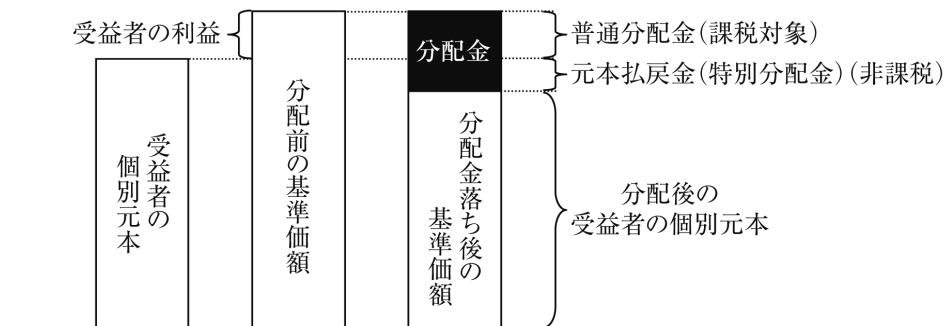 受益者の利益
分配金
普通分配金(課税対象)
元本払戻金(特別分配金)(非課税)
受益者の
個別元本
分配前の基準価額
分配金落ち後の
基準価額
分配後の
受益者の個別元本